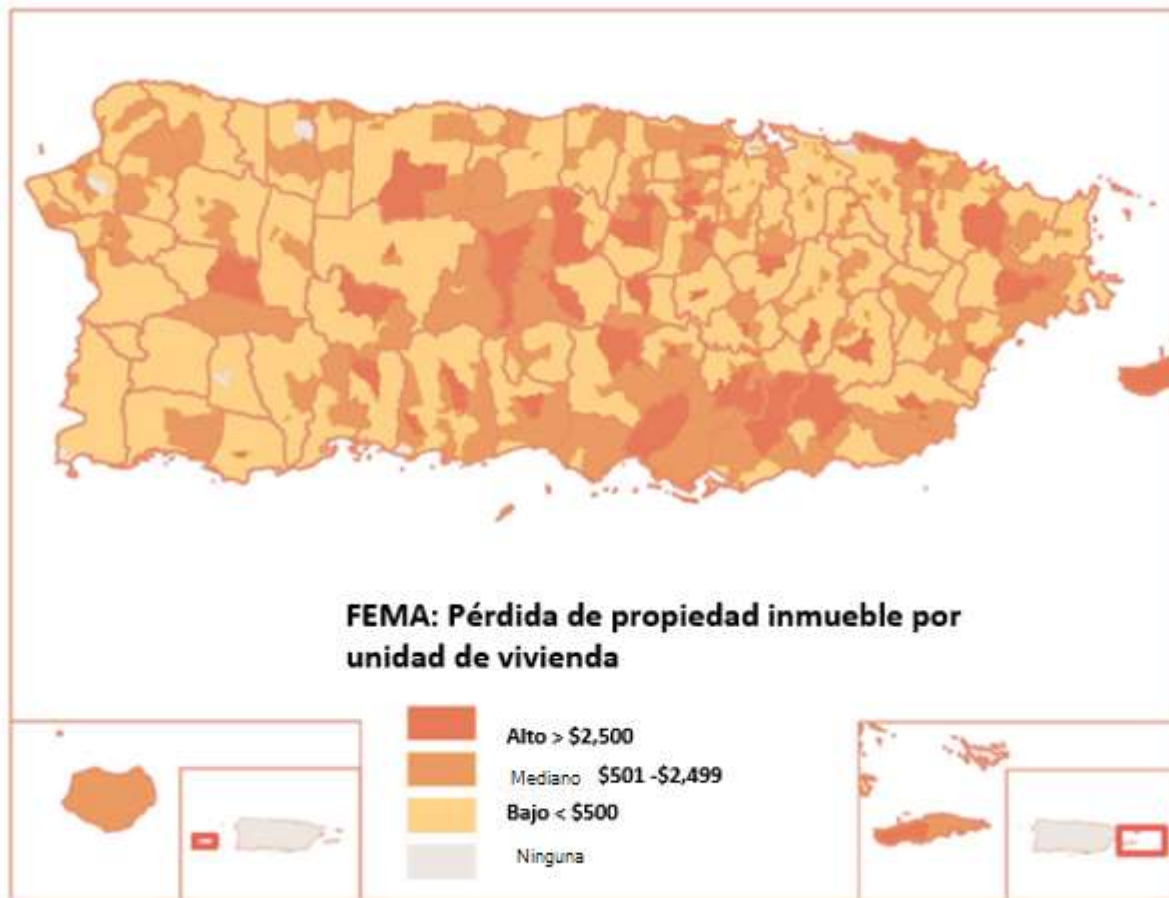 FEMA: Pérdida de propiedad inmueble por
unidad de vivienda
Alto > $2,500
Mediano $501 -$2,499
Bajo < $500
Ninguna